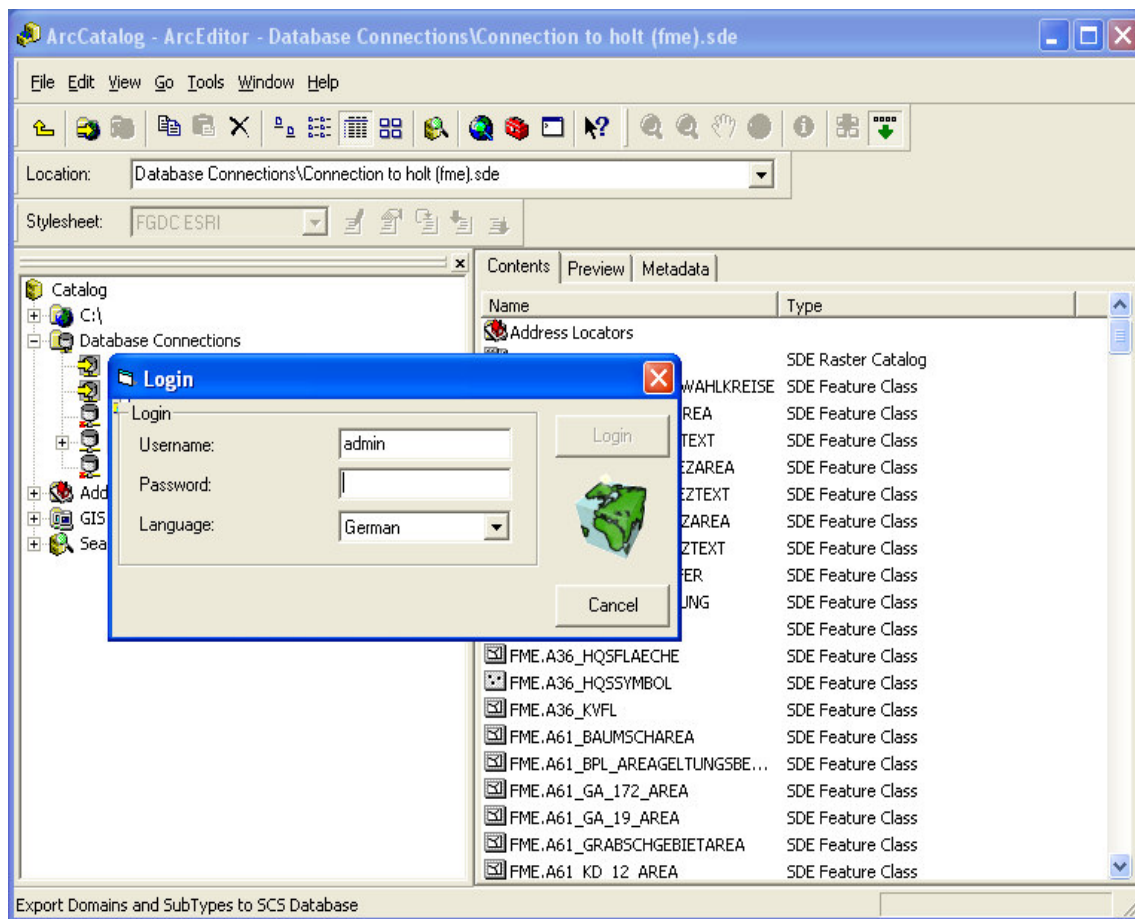 ArcCatalog - ArcEditor - Database Connections\Connection to holt (fme).sde
File Edit View Go Tools Window Help
Location: Database Connections\Connection to holt (fme).sde
Stylesheet: FGDC ESRI
Contents Preview Metadata
Catalog
C:\
Database Connections
Add
GIS
Sea
Name Type
Address Locators
SDE Raster Catalog
WAHLKREISE SDE Feature Class
REA SDE Feature Class
TEXT SDE Feature Class
EZAREA SDE Feature Class
EZTEXT SDE Feature Class
ZAREA SDE Feature Class
ZTEXT SDE Feature Class
FER SDE Feature Class
UNG SDE Feature Class
SDE Feature Class
FME.A36_HQSFLAECHE SDE Feature Class
FME.A36_HQSSYMBOL SDE Feature Class
FME.A36_KVFL SDE Feature Class
FME.A61_BAUMSCHAREA SDE Feature Class
FME.A61_BPL_AREAGELTUNGSBE... SDE Feature Class
FME.A61_GA_172_AREA SDE Feature Class
FME.A61_GA_19_AREA SDE Feature Class
FME.A61_GRABSCHGEBIETAREA SDE Feature Class
FME.A61_KD_12_AREA SDE Feature Class
Login
Login
Username: admin
Password:
Language: German
Login
Cancel
Export Domains and SubTypes to SCS Database